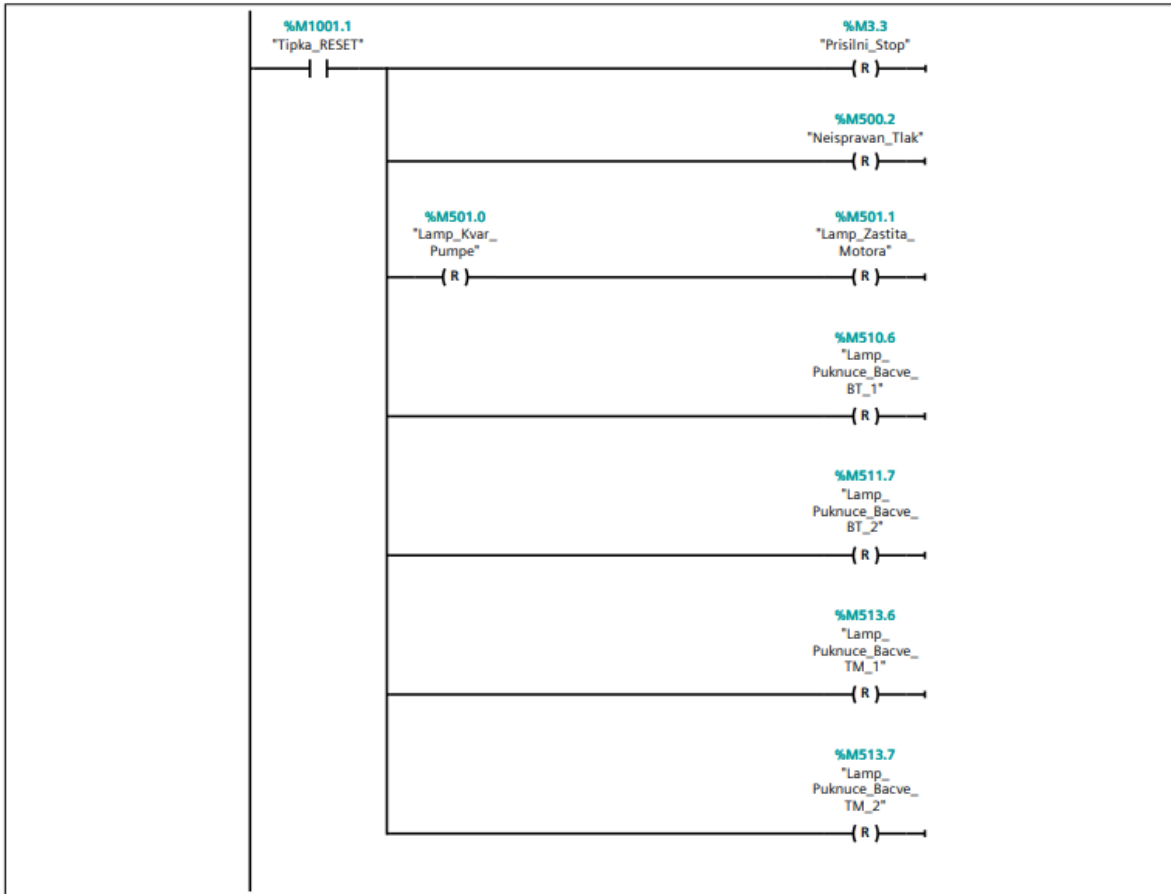 %M1001.1
"Tipka_RESET"
%M3.3
"Prisilni_Stop"
R
%M500.2
"Neispravan_Tlak"
R
%M501.0
"Lamp_Kvar_
Pumpe"
R
%M501.1
"Lamp_Zastita_
Motora"
R
%M510.6
"Lamp_
Puknuce_Bacve_
BT_1"
R
%M511.7
"Lamp_
Puknuce_Bacve_
BT_2"
R
%M513.6
"Lamp_
Puknuce_Bacve_
TM_1"
R
%M513.7
"Lamp_
Puknuce_Bacve_
TM_2"
R